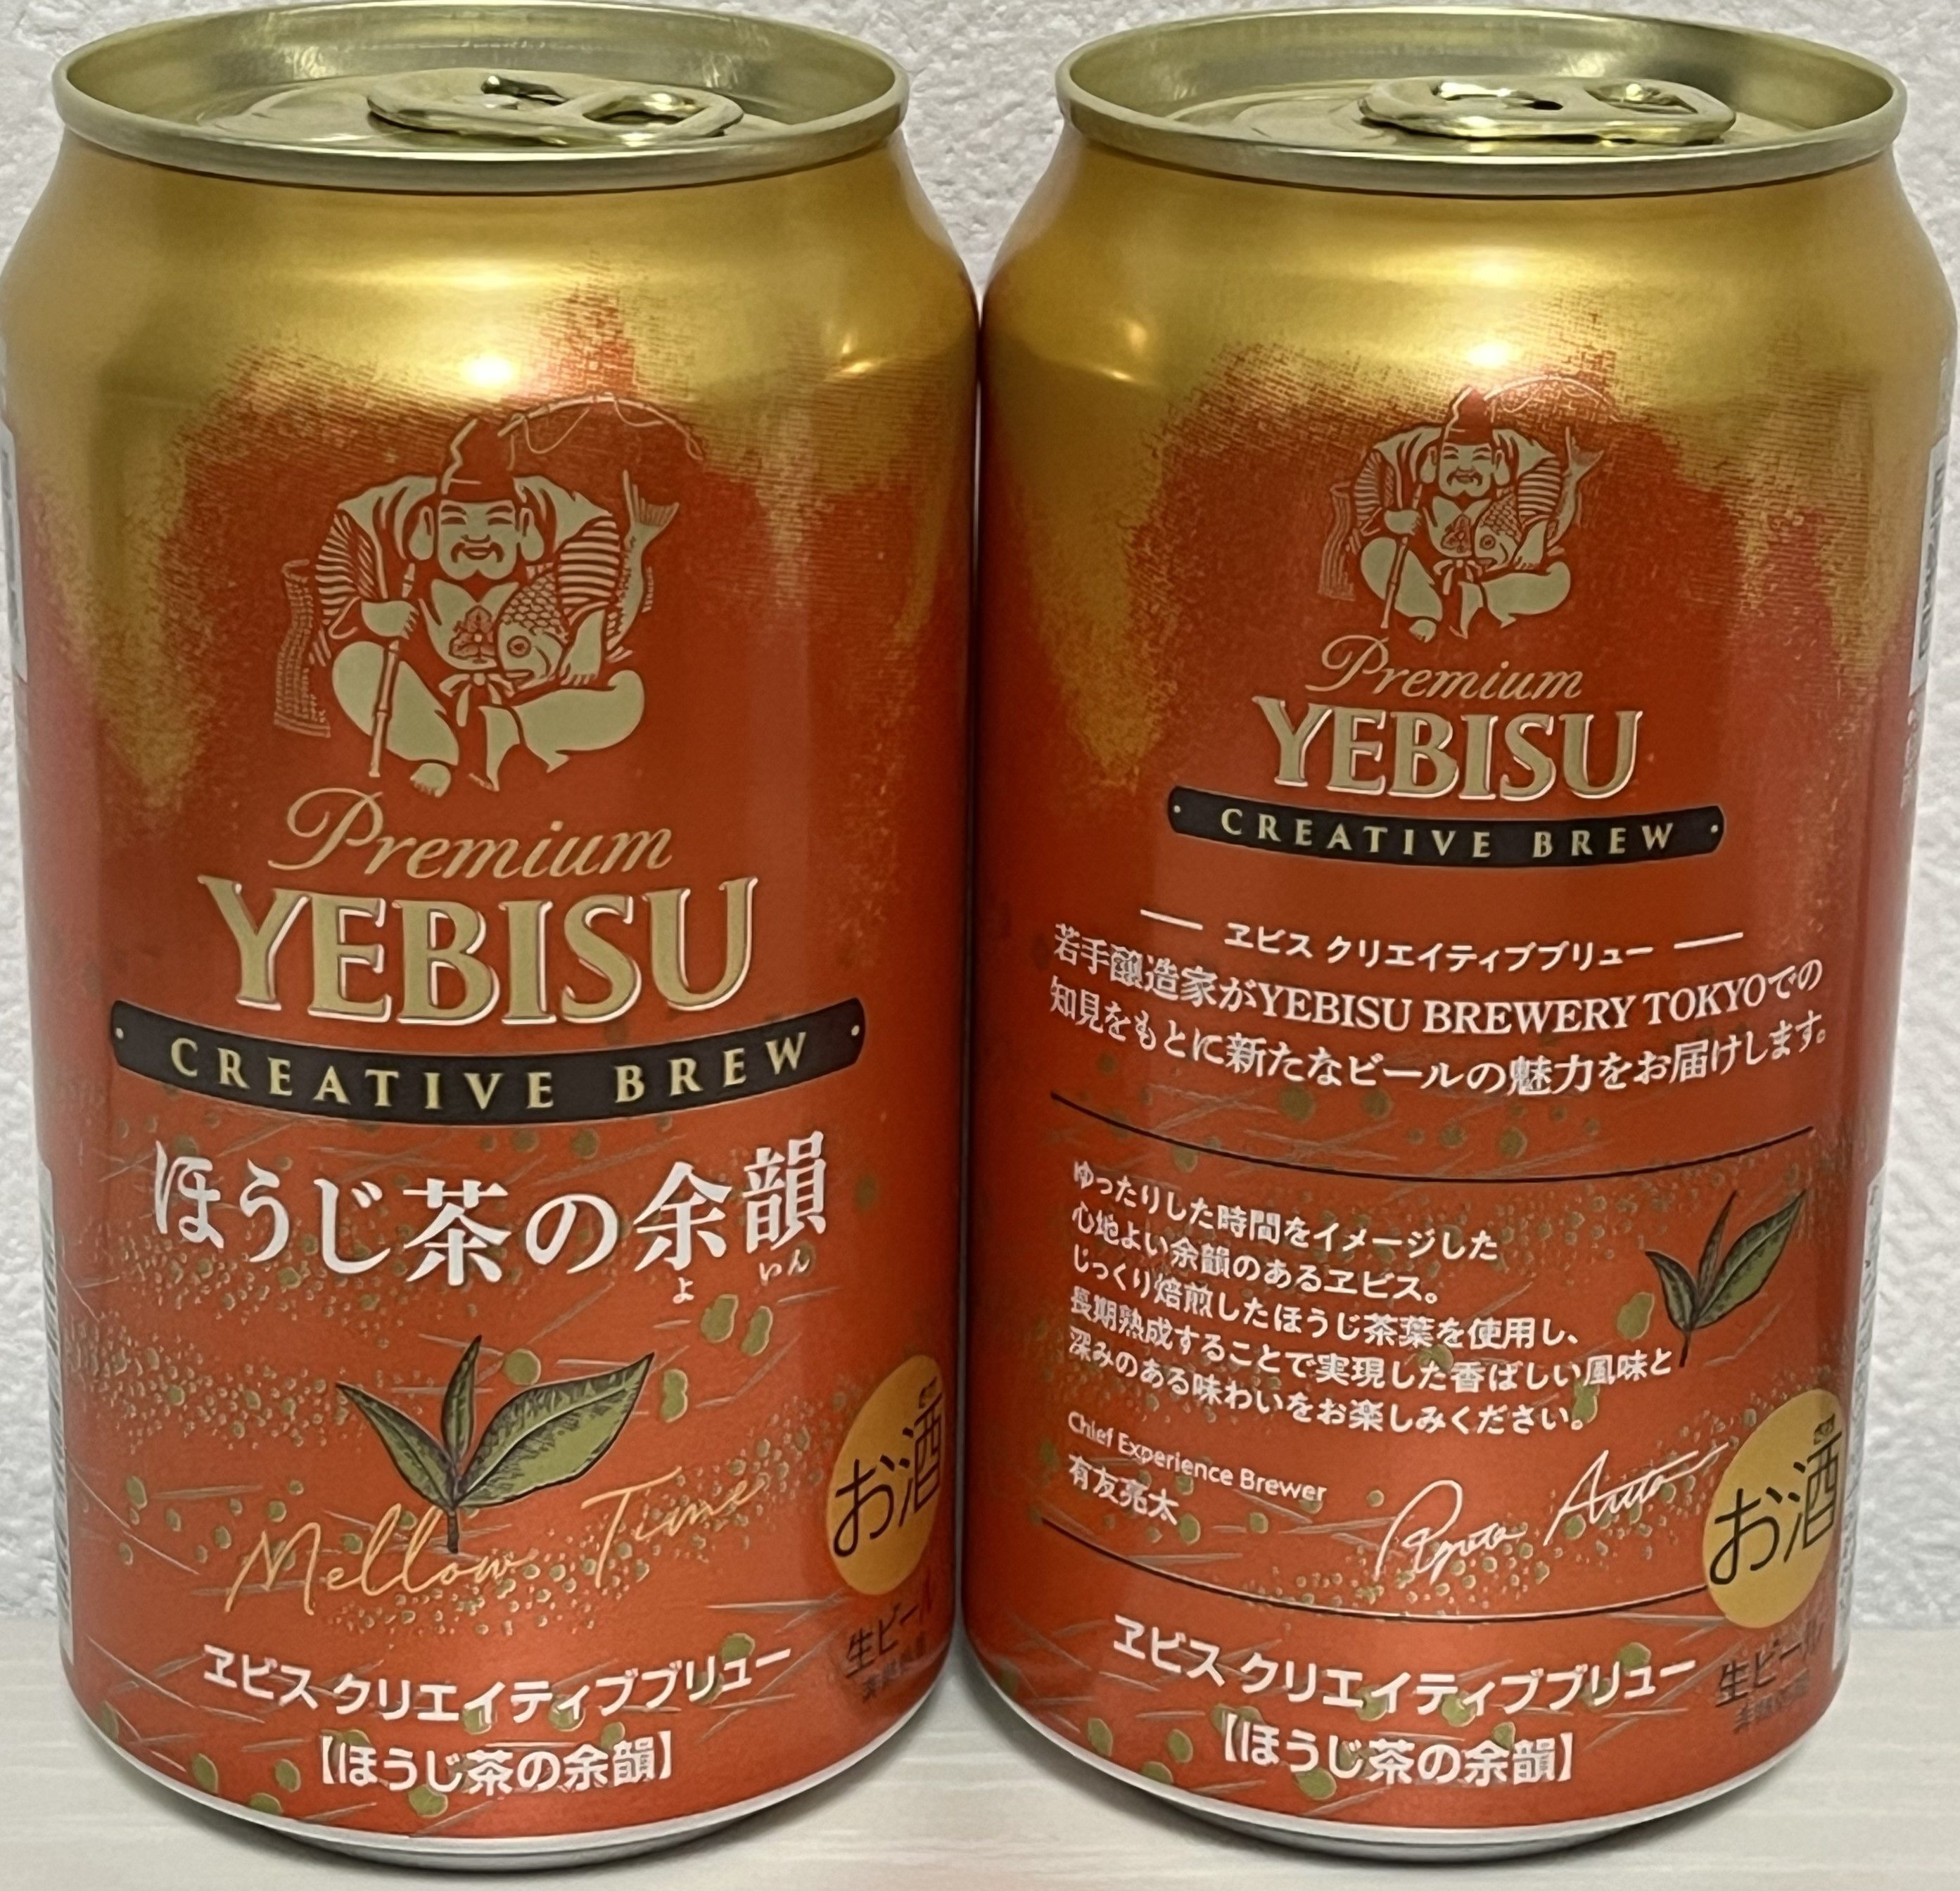 Premium
YEBISU
CREATIVE BREW
ほうじ茶の余韻
よ いん
Mellow Time
お酒
生ビール
ヱビス クリエイティブブリュー
【ほうじ茶の余韻】
Premium
YEBISU
CREATIVE BREW
ヱビス クリエイティブブリュー
若手醸造家がYEBISU BREWERY TOKYOでの
知見をもとに新たなビールの魅力をお届けします。
ゆったりした時間をイメージした
心地よい余韻のあるヱビス。
じっくり焙煎したほうじ茶葉を使用し、
長期熟成することで実現した香ばしい風味と
深みのある味わいをお楽しみください。
Chief Experience Brewer
有友亮太
Ryota Arito
お酒
生ビール
ヱビス クリエイティブブリュー
【ほうじ茶の余韻】